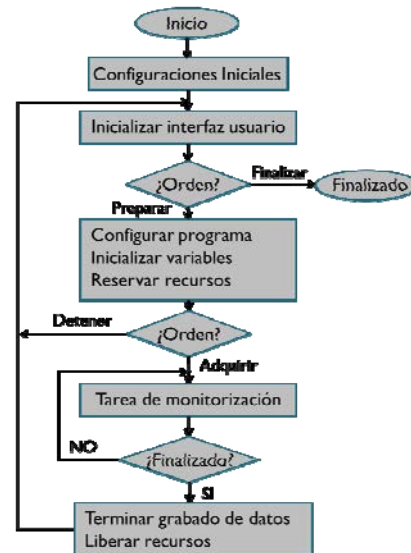 Inicio
Configuraciones Iniciales
Inicializar interfaz usuario
¿Orden?
Finalizar
Finalizado
Preparar
Configurar programa
Inicializar variables
Reservar recursos
Detener
¿Orden?
Adquirir
Tarea de monitorización
NO
¿Finalizado?
SI
Terminar grabado de datos
Liberar recursos